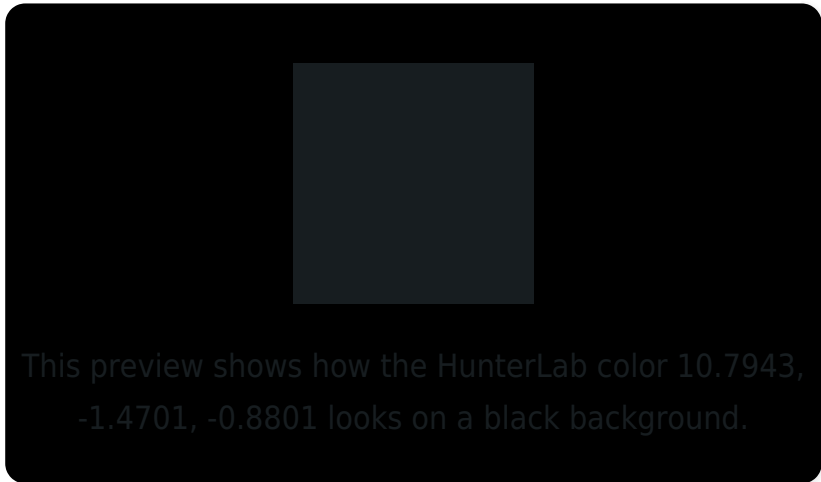 This preview shows how the HunterLab color 10.7943,
-1.4701, -0.8801 looks on a black background.